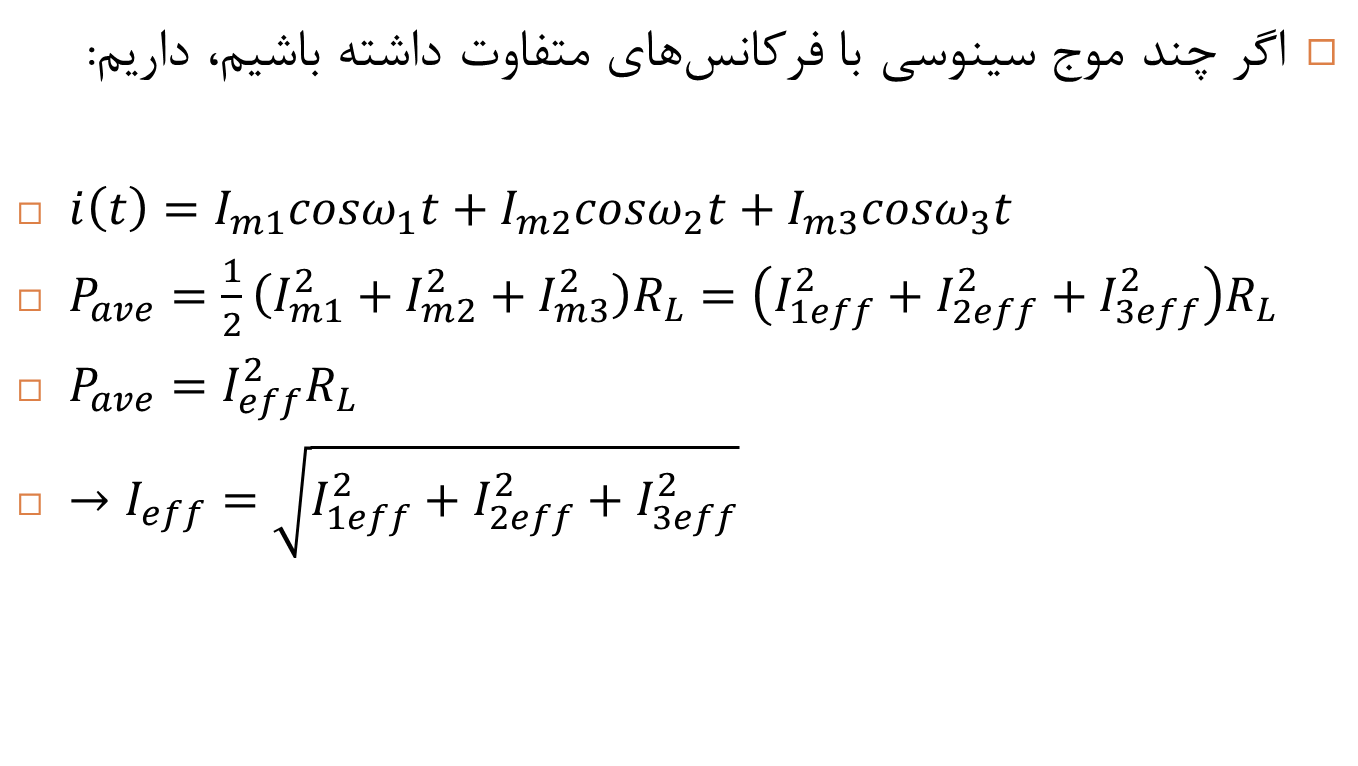 اگر چند موج سینوسی با فرکانس‌های متفاوت داشته باشیم، داریم:
i(t) = I_{m1}cosω_1t + I_{m2}cosω_2t + I_{m3}cosω_3t
P_{ave} = \frac{1}{2}(I_{m1}^2 + I_{m2}^2 + I_{m3}^2)R_L = (I_{1eff}^2 + I_{2eff}^2 + I_{3eff}^2)R_L
P_{ave} = I_{eff}^2R_L
→ I_{eff} = \sqrt{I_{1eff}^2 + I_{2eff}^2 + I_{3eff}^2}